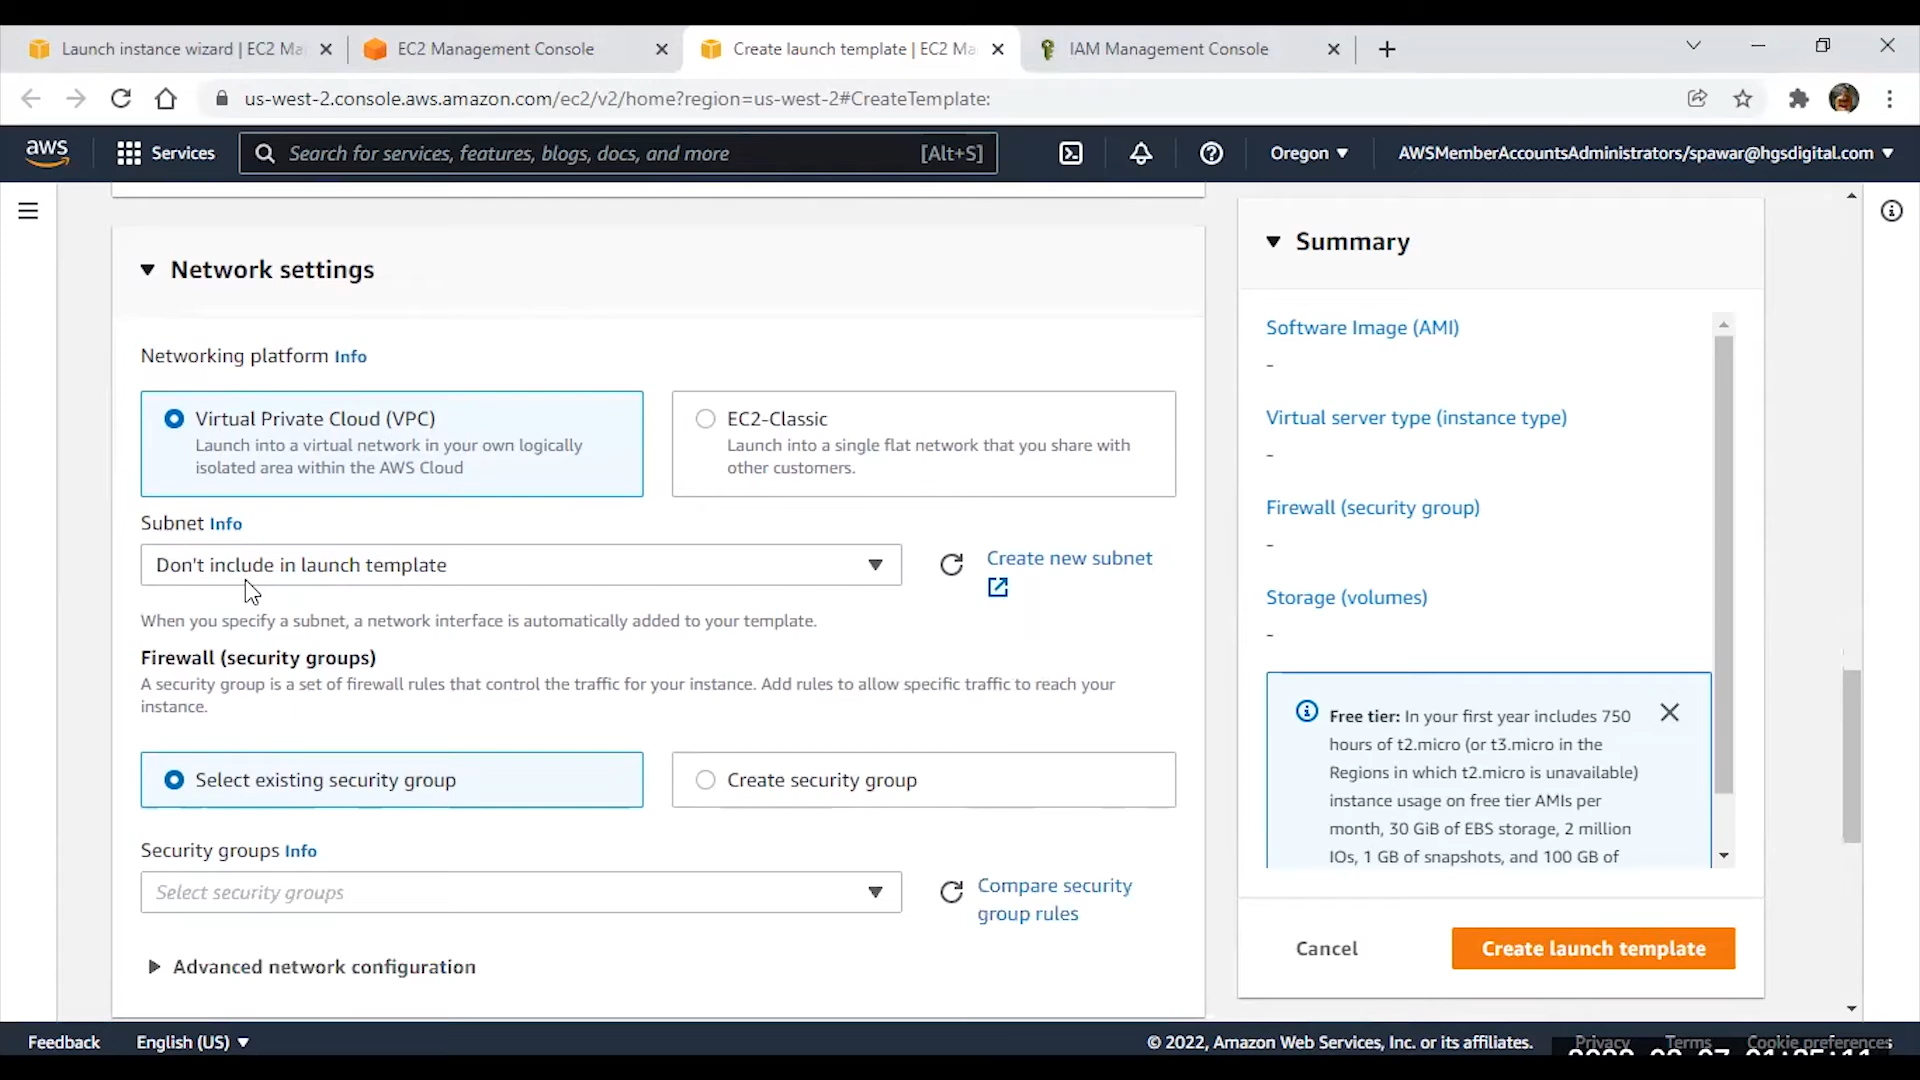 Launch instance wizard | EC2 Ma
EC2 Management Console
Create launch template | EC2 Ma
IAM Management Console
us-west-2.console.aws.amazon.com/ec2/v2/home?region=us-west-2#CreateTemplate:
aws
Services
Search for services, features, blogs, docs, and more
[Alt+S]
Oregon
AWSMemberAccountsAdministrators/spawar@hgsdigital.com
Network settings
Networking platform Info
Virtual Private Cloud (VPC)
Launch into a virtual network in your own logically
isolated area within the AWS Cloud
EC2-Classic
Launch into a single flat network that you share with
other customers.
Subnet Info
Don't include in launch template
Create new subnet
When you specify a subnet, a network interface is automatically added to your template.
Firewall (security groups)
A security group is a set of firewall rules that control the traffic for your instance. Add rules to allow specific traffic to reach your
instance.
Select existing security group
Create security group
Security groups Info
Select security groups
Compare security
group rules
Advanced network configuration
Summary
Software Image (AMI)
-
Virtual server type (instance type)
-
Firewall (security group)
-
Storage (volumes)
-
Free tier: In your first year includes 750
hours of t2.micro (or t3.micro in the
Regions in which t2.micro is unavailable)
instance usage on free tier AMIs per
month, 30 GiB of EBS storage, 2 million
IOs, 1 GB of snapshots, and 100 GB of
Cancel
Create launch template
Feedback
English (US)
© 2022, Amazon Web Services, Inc. or its affiliates.
Privacy
Terms
Cookie preferences